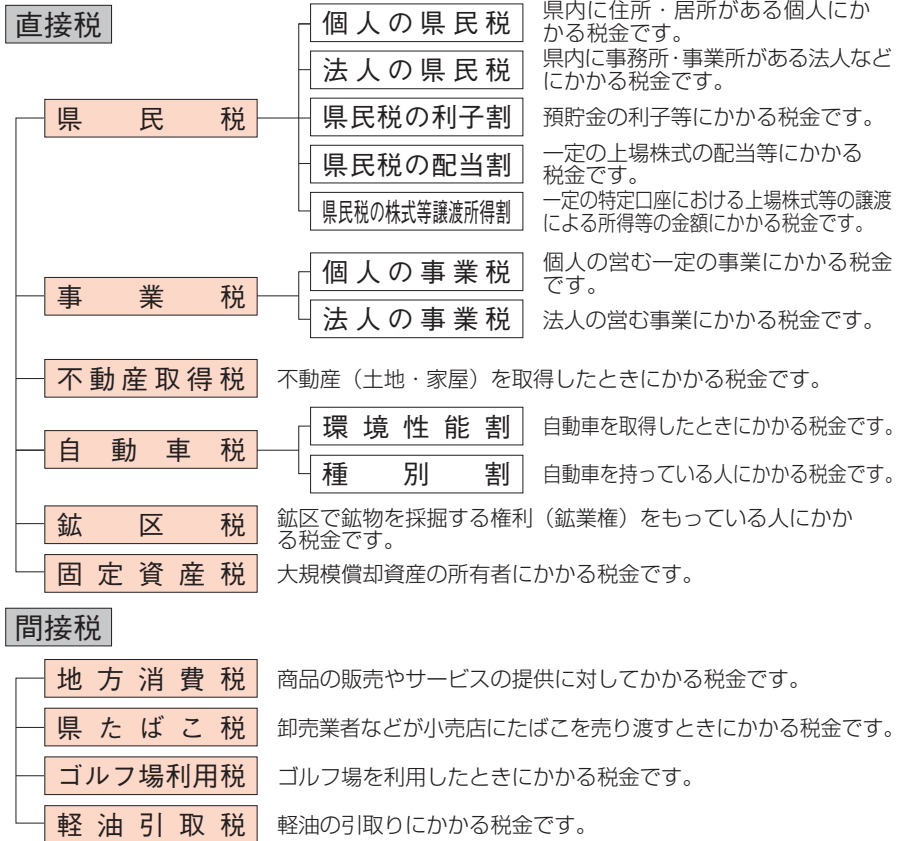 直接税
県民税
個人の県民税
県内に住所・居所がある個人にか
かる税金です。
法人の県民税
県内に事務所・事業所がある法人など
にかかる税金です。
県民税の利子割
預貯金の利子等にかかる税金です。
県民税の配当割
一定の上場株式の配当等にかかる
税金です。
県民税の株式等譲渡所得割
一定の特定口座における上場株式等の譲渡
による所得等の金額にかかる税金です。
事業税
個人の事業税
個人の営む一定の事業にかかる税金
です。
法人の事業税
法人の営む事業にかかる税金です。
不動産取得税
不動産（土地・家屋）を取得したときにかかる税金です。
自動車税
環境性能割
自動車を取得したときにかかる税金です。
種別割
自動車を持っている人にかかる税金です。
鉱区税
鉱区で鉱物を採掘する権利（鉱業権）をもっている人にかか
る税金です。
固定資産税
大規模償却資産の所有者にかかる税金です。
間接税
地方消費税
商品の販売やサービスの提供に対してかかる税金です。
県たばこ税
卸売業者などが小売店にたばこを売り渡すときにかかる税金です。
ゴルフ場利用税
ゴルフ場を利用したときにかかる税金です。
軽油引取税
軽油の引取りにかかる税金です。